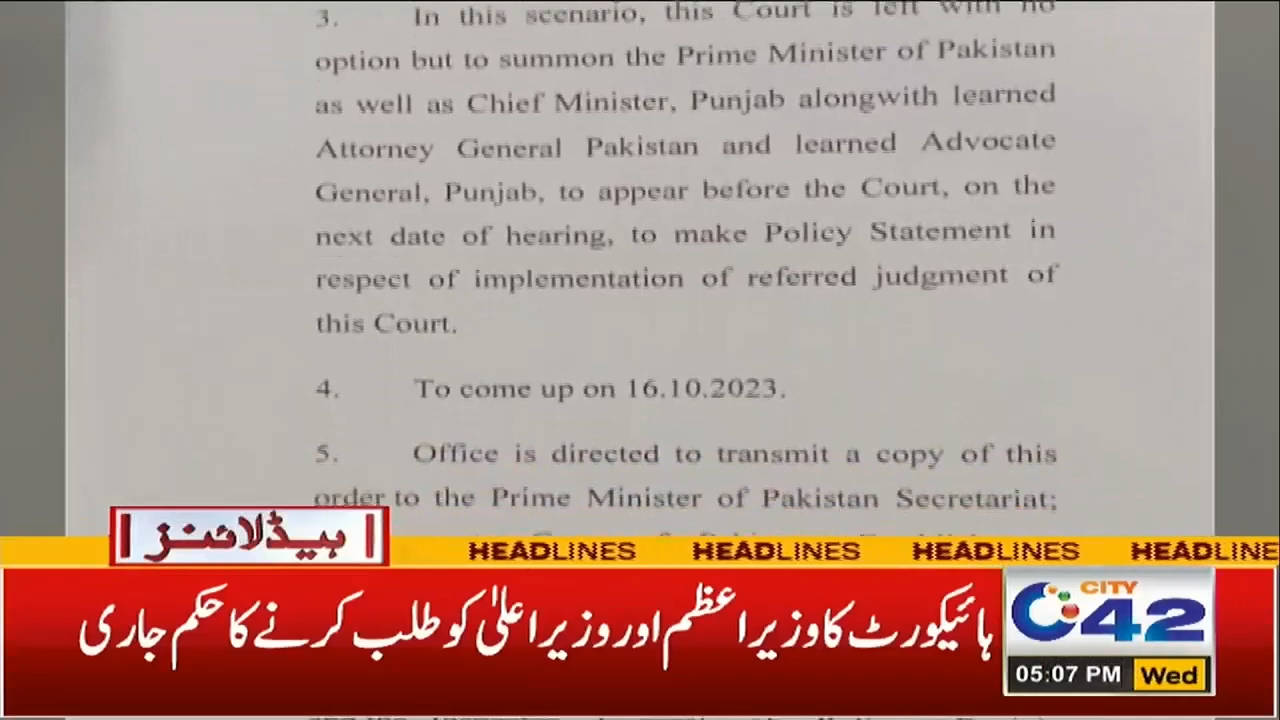 3. In this scenario, this Court is left with no
option but to summon the Prime Minister of Pakistan
as well as Chief Minister, Punjab alongwith learned
Attorney General Pakistan and learned Advocate
General, Punjab, to appear before the Court, on the
next date of hearing, to make Policy Statement in
respect of implementation of referred judgment of
this Court.
4. To come up on 16.10.2023.
5. Office is directed to transmit a copy of this
order to the Prime Minister of Pakistan Secretariat;
ہیڈلائنز
HEADLINES HEADLINES HEADLINES HEADLINE
ہائیکورٹ کا وزیراعظم اور وزیراعلیٰ کو طلب کرنے کا حکم جاری
CITY
42
05:07 PM Wed